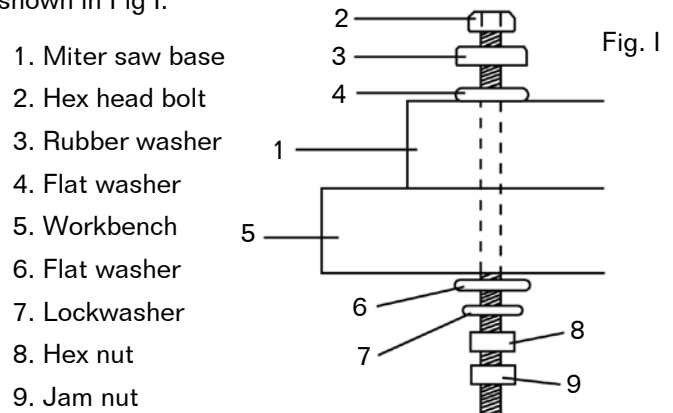 shown in Fig I.
Fig. I
1. Miter saw base
2. Hex head bolt
3. Rubber washer
4. Flat washer
5. Workbench
6. Flat washer
7. Lockwasher
8. Hex nut
9. Jam nut
2
3
4
1
5
6
7
8
9